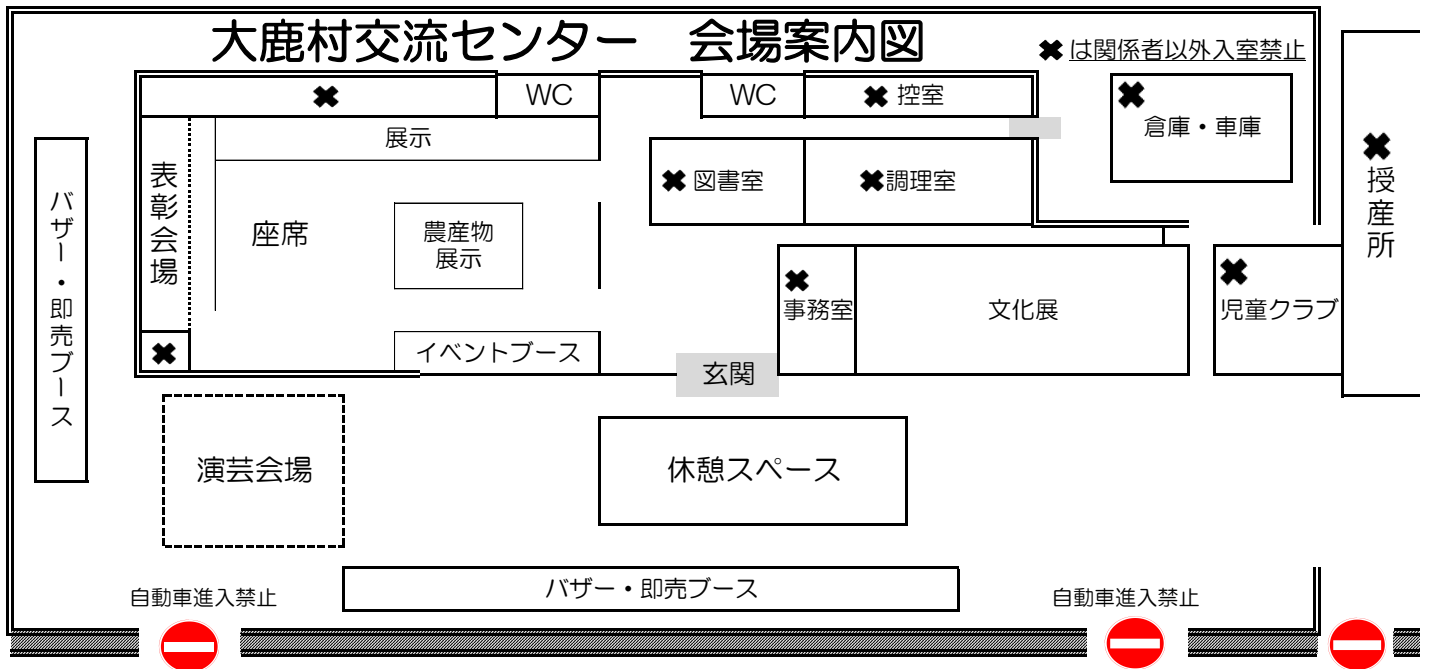 大鹿村交流センター　会場案内図
✖は関係者以外入室禁止
✖
WC
WC
✖ 控室
✖
倉庫・車庫
展示
✖ 図書室
✖調理室
✖
授産所
表彰会場
座席
農産物
展示
バザー・即売ブース
✖
事務室
文化展
✖
児童クラブ
✖
イベントブース
玄関
演芸会場
休憩スペース
バザー・即売ブース
自動車進入禁止
自動車進入禁止